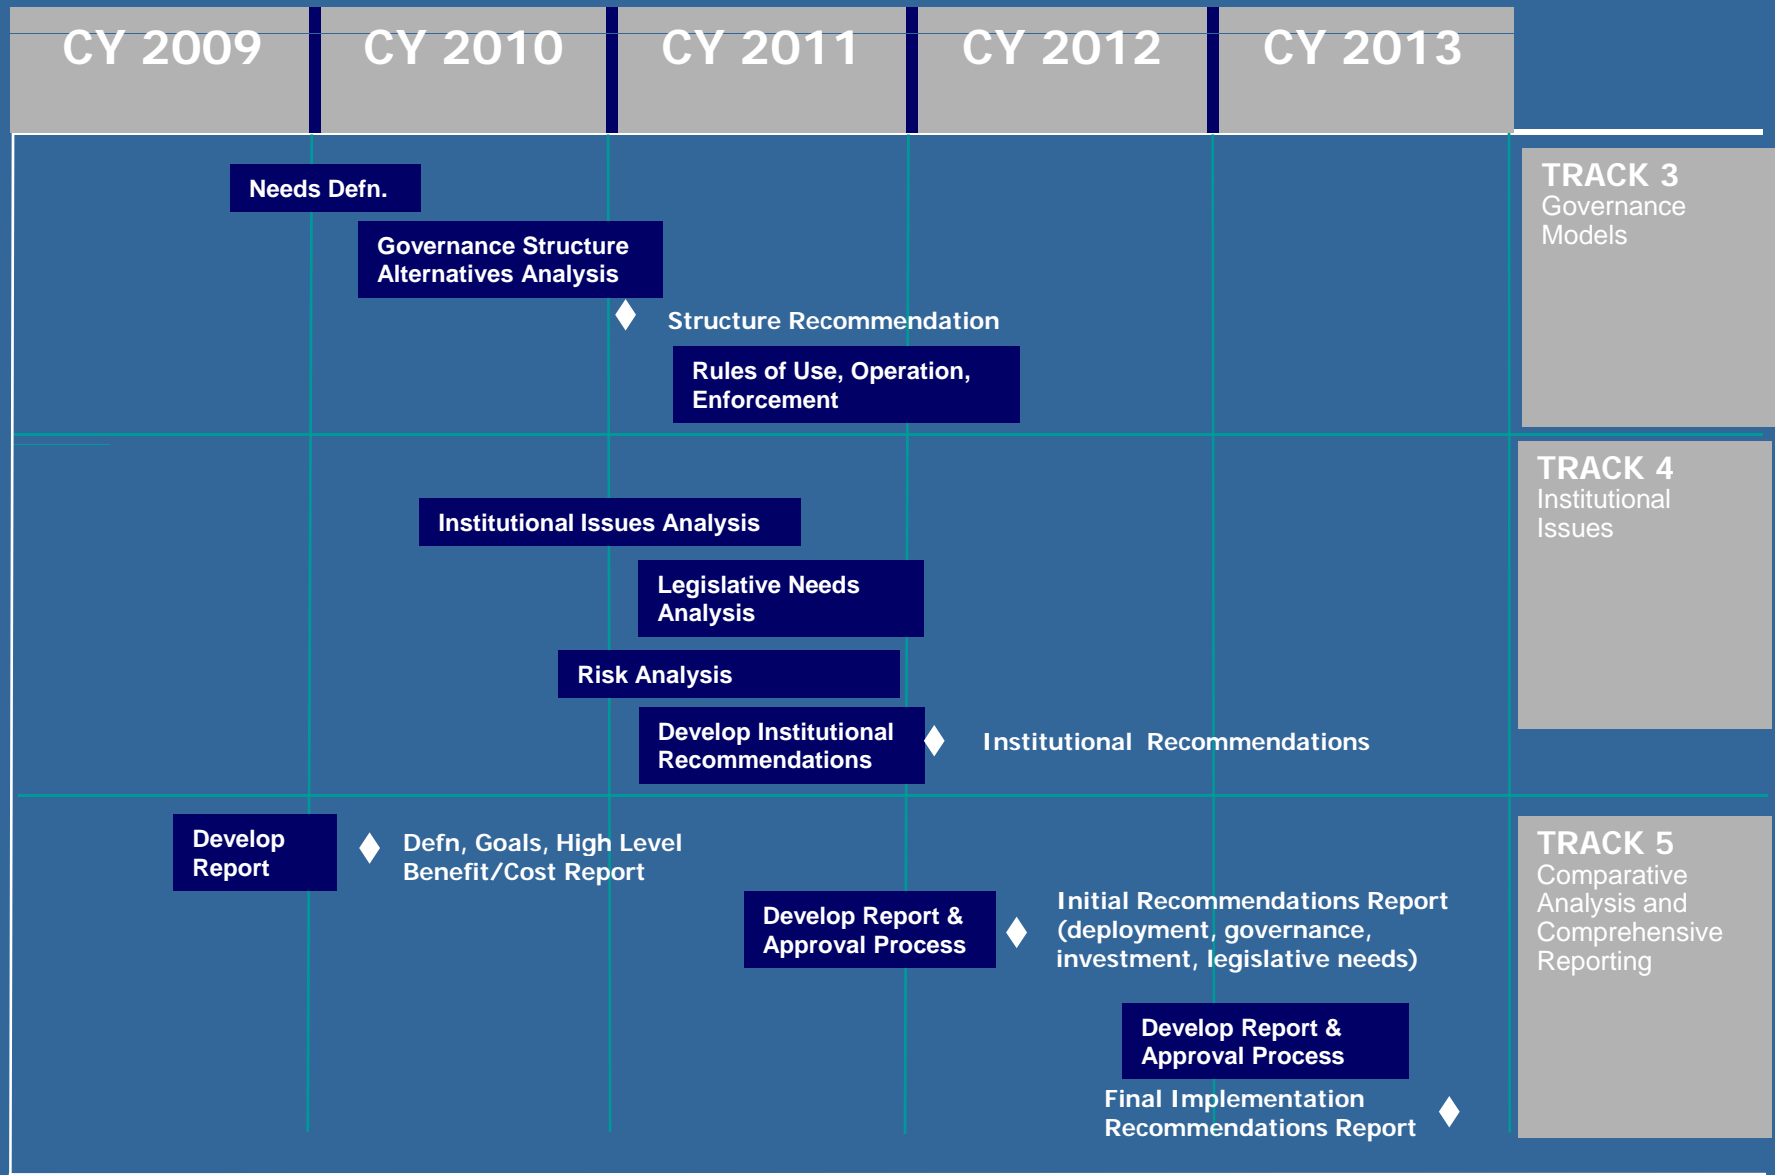 CY 2009
CY 2010
CY 2011
CY 2012
CY 2013
Needs Defn.
Governance Structure
Alternatives Analysis
Structure Recommendation
Rules of Use, Operation,
Enforcement
TRACK 3
Governance
Models
Institutional Issues Analysis
Legislative Needs
Analysis
Risk Analysis
Develop Institutional
Recommendations
Institutional Recommendations
TRACK 4
Institutional
Issues
Develop
Report
Defn, Goals, High Level
Benefit/Cost Report
Develop Report &
Approval Process
Initial Recommendations Report
(deployment, governance,
investment, legislative needs)
Develop Report &
Approval Process
Final Implementation
Recommendations Report
TRACK 5
Comparative
Analysis and
Comprehensive
Reporting